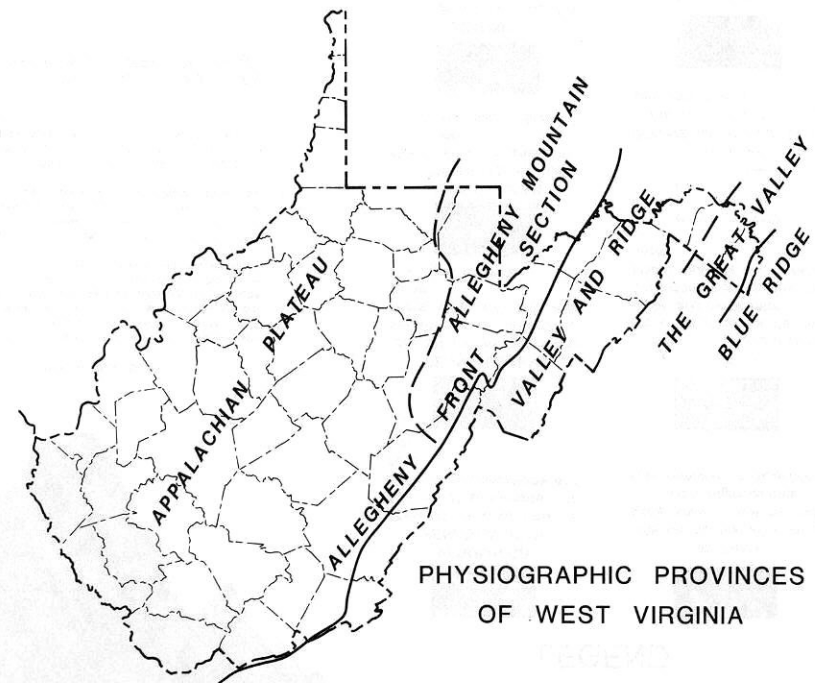 ALLEGHENY MOUNTAIN
SECTION
THE GREAT VALLEY
BLUE RIDGE
VALLEY AND RIDGE
APPALACHIAN PLATEAU
ALLEGHENY FRONT
PHYSIOGRAPHIC PROVINCES
OF WEST VIRGINIA